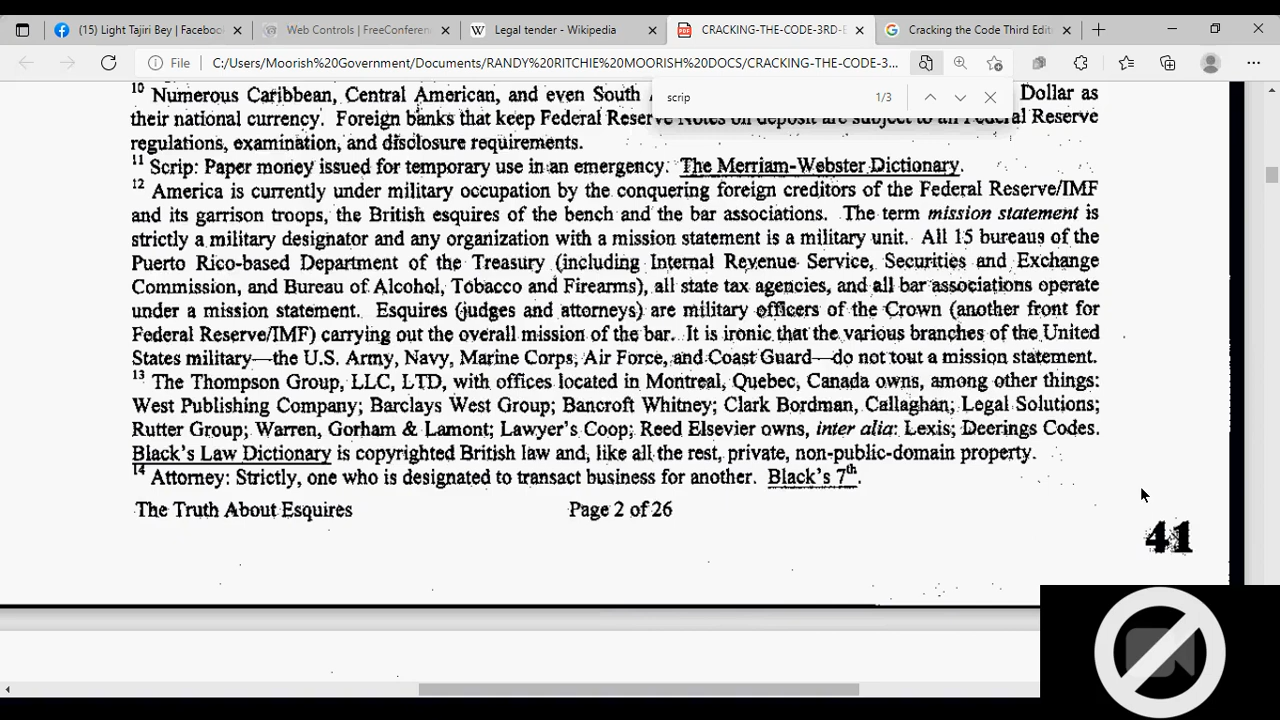 (15) Light Tajiri Bey | Faceboo
Web Controls | FreeConferen
Legal tender - Wikipedia
CRACKING-THE-CODE-3RD-E
Cracking the Code Third Edit
File
C:/Users/Moorish%20Government/Documents/RANDY%20RITCHIE%20MOORISH%20DOCS/CRACKING-THE-CODE-3...
scrip
1/3
10 Numerous Caribbean, Central American, and even South Dollar as
their national currency. Foreign banks that keep Federal Reserve Notes on deposit are subject to all Federal Reserve
regulations, examination, and disclosure requirements.
11 Scrip: Paper money issued for temporary use in an emergency. The Merriam-Webster Dictionary.
12 America is currently under military occupation by the conquering foreign creditors of the Federal Reserve/IMF
and its garrison troops, the British esquires of the bench and the bar associations. The term mission statement is
strictly a military designator and any organization with a mission statement is a military unit. All 15 bureaus of the
Puerto Rico-based Department of the Treasury (including Internal Revenue Service, Securities and Exchange
Commission, and Bureau of Alcohol, Tobacco and Firearms), all state tax agencies, and all bar associations operate
under a mission statement. Esquires (judges and attorneys) are military officers of the Crown (another front for
Federal Reserve/IMF) carrying out the overall mission of the bar. It is ironic that the various branches of the United
States military—the U.S. Army, Navy, Marine Corps, Air Force, and Coast Guard—do not tout a mission statement.
13 The Thompson Group, LLC, LTD, with offices located in Montreal, Quebec, Canada owns, among other things:
West Publishing Company; Barclays West Group; Bancroft Whitney; Clark Bordman, Callaghan; Legal Solutions;
Rutter Group; Warren, Gorham & Lamont; Lawyer's Coop; Reed Elsevier owns, inter alia: Lexis; Deerings Codes.
Black's Law Dictionary is copyrighted British law and, like all the rest, private, non-public-domain property.
14 Attorney: Strictly, one who is designated to transact business for another. Black's 7th.
The Truth About Esquires
Page 2 of 26
41